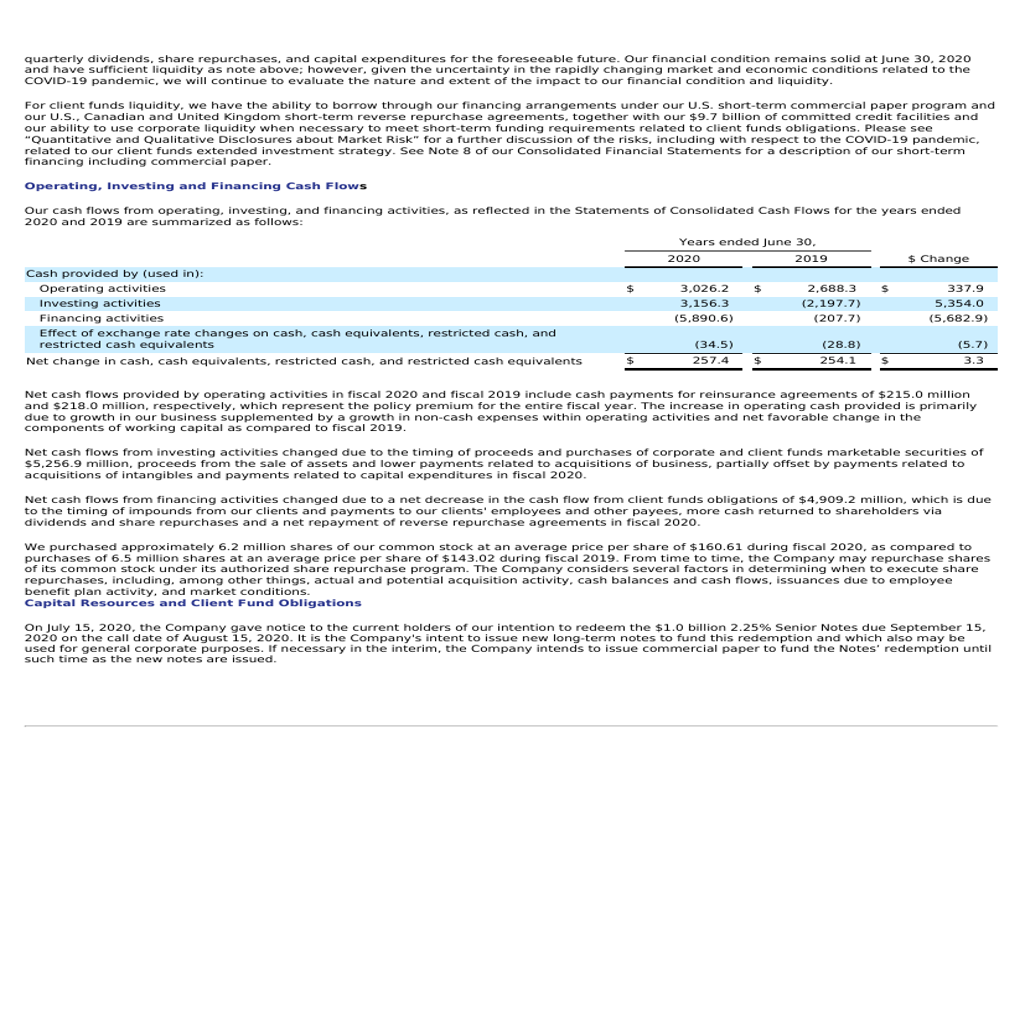 quarterly dividends, share repurchases, and capital expenditures for the foreseeable future. Our financial condition remains solid at June 30, 2020
and have sufficient liquidity as note above; however, given the uncertainty in the rapidly changing market and economic conditions related to the
COVID-19 pandemic, we will continue to evaluate the nature and extent of the impact to our financial condition and liquidity.
For client funds liquidity, we have the ability to borrow through our financing arrangements under our U.S. short-term commercial paper program and
our U.S., Canadian and United Kingdom short-term reverse repurchase agreements, together with our $9.7 billion of committed credit facilities and
our ability to use corporate liquidity when necessary to meet short-term funding requirements related to client funds obligations. Please see
“Quantitative and Qualitative Disclosures about Market Risk” for a further discussion of the risks, including with respect to the COVID-19 pandemic,
related to our client funds extended investment strategy. See Note 8 of our Consolidated Financial Statements for a description of our short-term
financing including commercial paper.
Operating, Investing and Financing Cash Flows
Our cash flows from operating, investing, and financing activities, as reflected in the Statements of Consolidated Cash Flows for the years ended
2020 and 2019 are summarized as follows:
Years ended June 30,
2020 2019 $ Change
Cash provided by (used in):
Operating activities $ 3,026.2 $ 2,688.3 $ 337.9
Investing activities 3,156.3 (2,197.7) 5,354.0
Financing activities (5,890.6) (207.7) (5,682.9)
Effect of exchange rate changes on cash, cash equivalents, restricted cash, and
restricted cash equivalents (34.5) (28.8) (5.7)
Net change in cash, cash equivalents, restricted cash, and restricted cash equivalents $ 257.4 $ 254.1 $ 3.3
Net cash flows provided by operating activities in fiscal 2020 and fiscal 2019 include cash payments for reinsurance agreements of $215.0 million
and $218.0 million, respectively, which represent the policy premium for the entire fiscal year. The increase in operating cash provided is primarily
due to growth in our business supplemented by a growth in non-cash expenses within operating activities and net favorable change in the
components of working capital as compared to fiscal 2019.
Net cash flows from investing activities changed due to the timing of proceeds and purchases of corporate and client funds marketable securities of
$5,256.9 million, proceeds from the sale of assets and lower payments related to acquisitions of business, partially offset by payments related to
acquisitions of intangibles and payments related to capital expenditures in fiscal 2020.
Net cash flows from financing activities changed due to a net decrease in the cash flow from client funds obligations of $4,909.2 million, which is due
to the timing of impounds from our clients and payments to our clients' employees and other payees, more cash returned to shareholders via
dividends and share repurchases and a net repayment of reverse repurchase agreements in fiscal 2020.
We purchased approximately 6.2 million shares of our common stock at an average price per share of $160.61 during fiscal 2020, as compared to
purchases of 6.5 million shares at an average price per share of $143.02 during fiscal 2019. From time to time, the Company may repurchase shares
of its common stock under its authorized share repurchase program. The Company considers several factors in determining when to execute share
repurchases, including, among other things, actual and potential acquisition activity, cash balances and cash flows, issuances due to employee
benefit plan activity, and market conditions.
Capital Resources and Client Fund Obligations
On July 15, 2020, the Company gave notice to the current holders of our intention to redeem the $1.0 billion 2.25% Senior Notes due September 15,
2020 on the call date of August 15, 2020. It is the Company's intent to issue new long-term notes to fund this redemption and which also may be
used for general corporate purposes. If necessary in the interim, the Company intends to issue commercial paper to fund the Notes’ redemption until
such time as the new notes are issued.